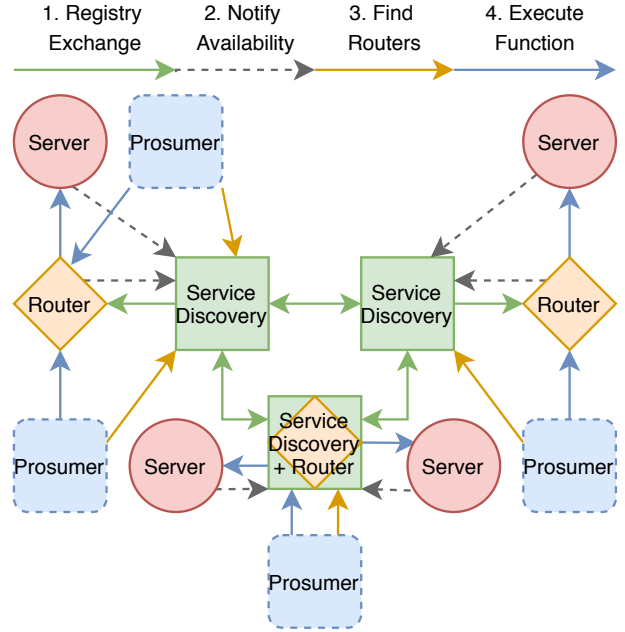 1. Registry
Exchange
2. Notify
Availability
3. Find
Routers
4. Execute
Function
Server
Prosumer
Server
Router
Service
Discovery
Service
Discovery
Router
Prosumer
Server
Service
Discovery
+ Router
Server
Prosumer
Prosumer